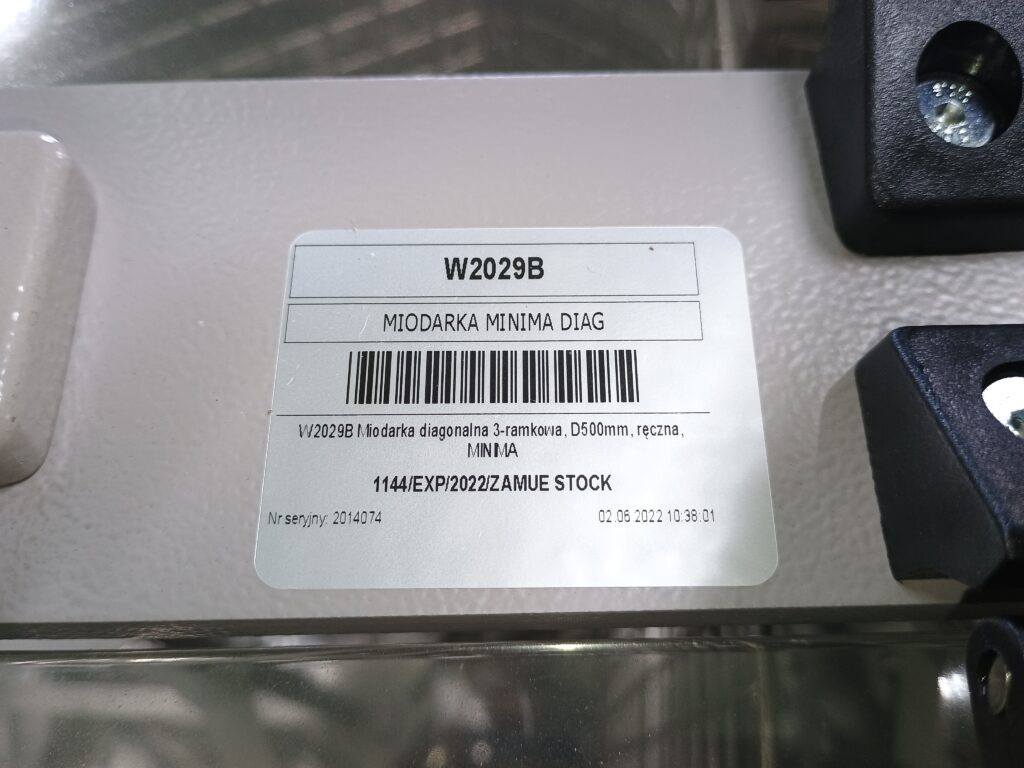 W2029B
MIODARKA MINIMA DIAG
W2029B Miodarka diagonalna 3-ramkowa, D500mm, ręczna,
MINIMA
1144/EXP/2022/ZAMUE STOCK
Nr seryjny: 2014074
02.06.2022 10:38:01